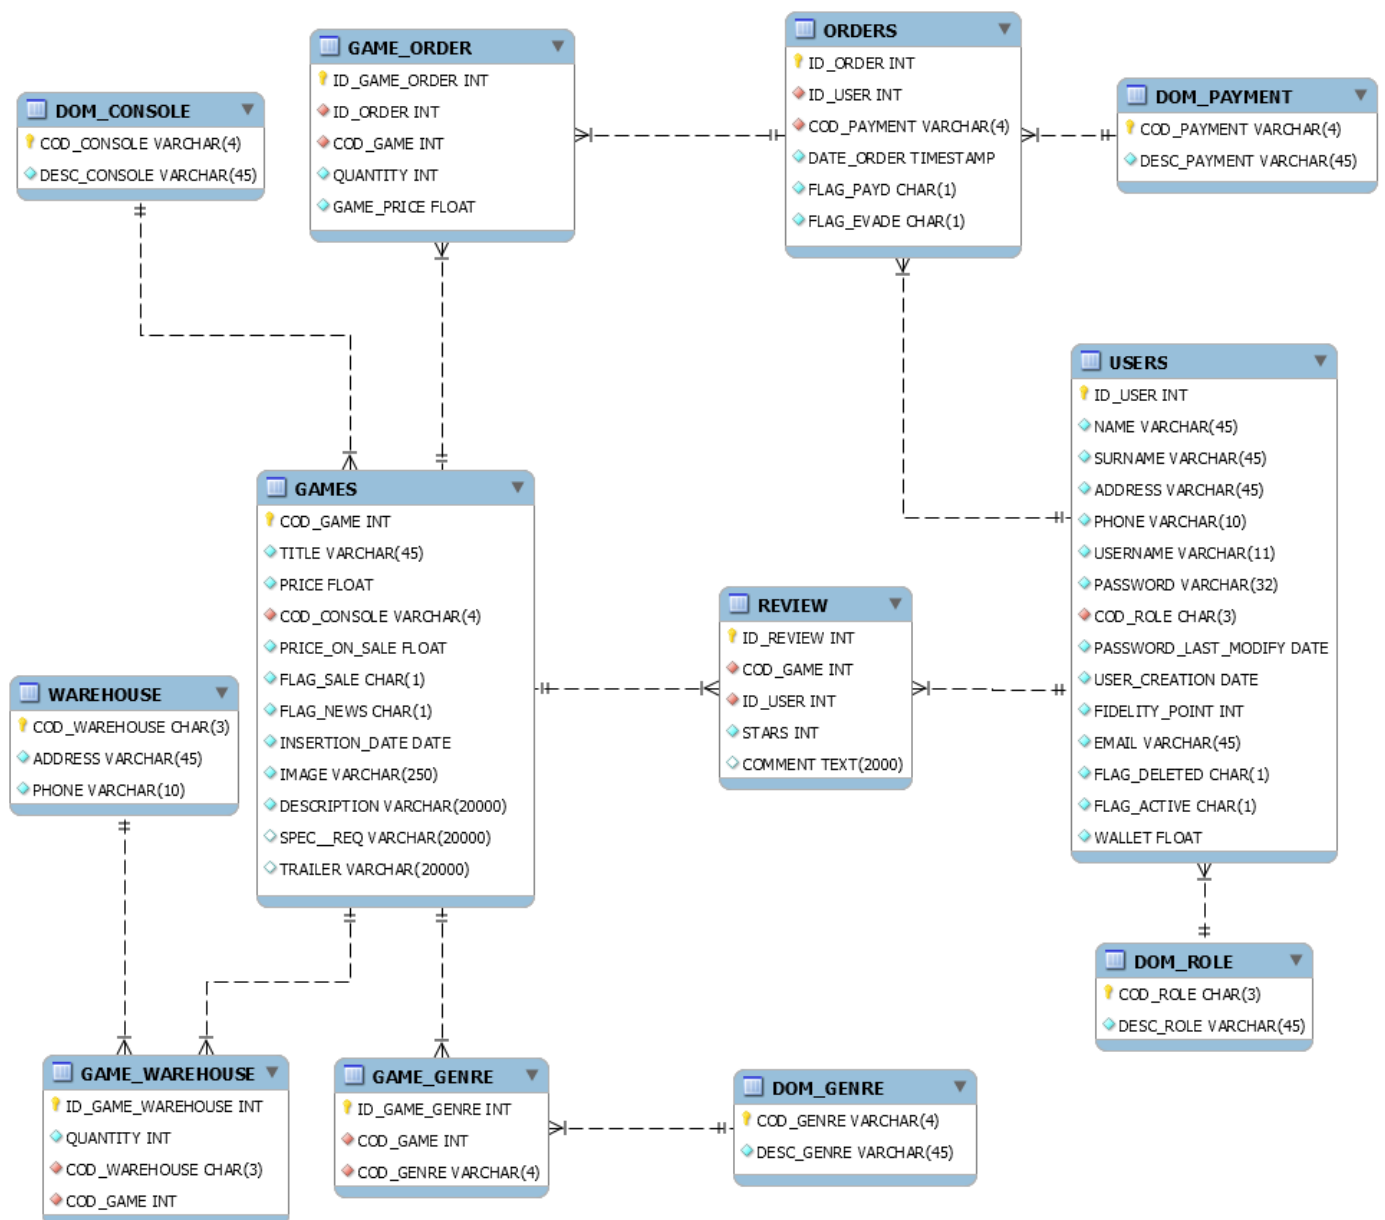 GAME_ORDER
ID_GAME_ORDER INT
ID_ORDER INT
COD_GAME INT
QUANTITY INT
GAME_PRICE FLOAT
ORDERS
ID_ORDER INT
ID_USER INT
COD_PAYMENT VARCHAR(4)
DATE_ORDER TIMESTAMP
FLAG_PAYD CHAR(1)
FLAG_EVADE CHAR(1)
DOM_PAYMENT
COD_PAYMENT VARCHAR(4)
DESC_PAYMENT VARCHAR(45)
DOM_CONSOLE
COD_CONSOLE VARCHAR(4)
DESC_CONSOLE VARCHAR(45)
USERS
ID_USER INT
NAME VARCHAR(45)
SURNAME VARCHAR(45)
ADDRESS VARCHAR(45)
PHONE VARCHAR(10)
USERNAME VARCHAR(11)
PASSWORD VARCHAR(32)
COD_ROLE CHAR(3)
PASSWORD_LAST_MODIFY DATE
USER_CREATION DATE
FIDELITY_POINT INT
EMAIL VARCHAR(45)
FLAG_DELETED CHAR(1)
FLAG_ACTIVE CHAR(1)
WALLET FLOAT
GAMES
COD_GAME INT
TITLE VARCHAR(45)
PRICE FLOAT
COD_CONSOLE VARCHAR(4)
PRICE_ON_SALE FLOAT
FLAG_SALE CHAR(1)
FLAG_NEWS CHAR(1)
INSERTION_DATE DATE
IMAGE VARCHAR(250)
DESCRIPTION VARCHAR(20000)
SPEC__REQ VARCHAR(20000)
TRAILER VARCHAR(20000)
REVIEW
ID_REVIEW INT
COD_GAME INT
ID_USER INT
STARS INT
COMMENT TEXT(2000)
WAREHOUSE
COD_WAREHOUSE CHAR(3)
ADDRESS VARCHAR(45)
PHONE VARCHAR(10)
DOM_ROLE
COD_ROLE CHAR(3)
DESC_ROLE VARCHAR(45)
GAME_WAREHOUSE
ID_GAME_WAREHOUSE INT
QUANTITY INT
COD_WAREHOUSE CHAR(3)
COD_GAME INT
GAME_GENRE
ID_GAME_GENRE INT
COD_GAME INT
COD_GENRE VARCHAR(4)
DOM_GENRE
COD_GENRE VARCHAR(4)
DESC_GENRE VARCHAR(45)